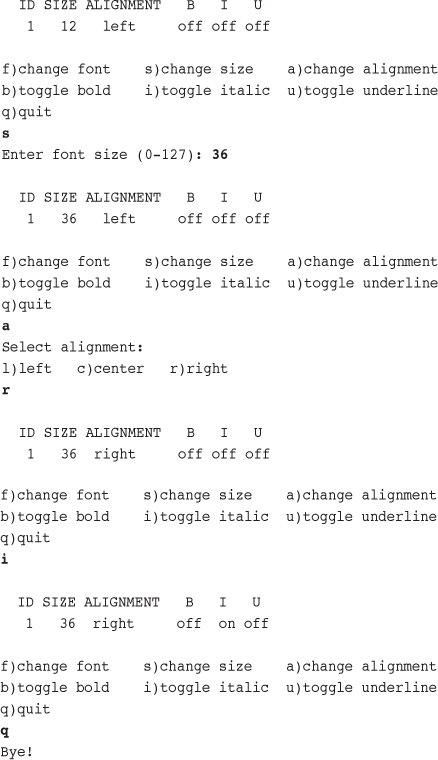 ID SIZE ALIGNMENT   B   I   U
 1   12   left     off off off
f)change font    s)change size    a)change alignment
b)toggle bold    i)toggle italic  u)toggle underline
q)quit
s
Enter font size (0-127): 36
ID SIZE ALIGNMENT   B   I   U
 1   36   left     off off off
f)change font    s)change size    a)change alignment
b)toggle bold    i)toggle italic  u)toggle underline
q)quit
a
Select alignment:
l)left   c)center   r)right
r
ID SIZE ALIGNMENT   B   I   U
 1   36  right     off off off
f)change font    s)change size    a)change alignment
b)toggle bold    i)toggle italic  u)toggle underline
q)quit
i
ID SIZE ALIGNMENT   B   I   U
 1   36  right     off  on off
f)change font    s)change size    a)change alignment
b)toggle bold    i)toggle italic  u)toggle underline
q)quit
q
Bye!